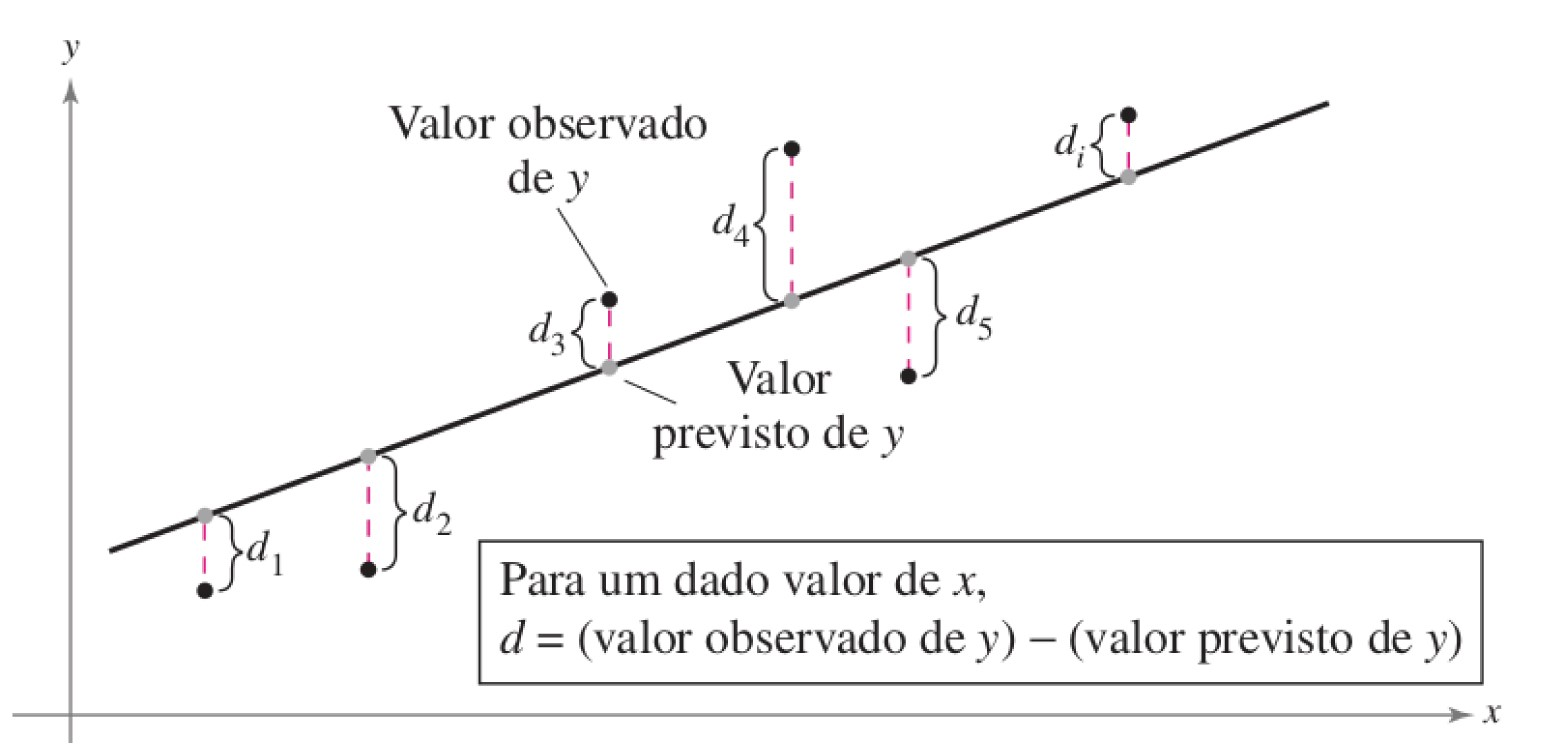 y
Valor observado
de y
d₁
d₂
d₃
d₄
d₅
dᵢ
Valor
previsto de y
Para um dado valor de x,
d = (valor observado de y) – (valor previsto de y)
x